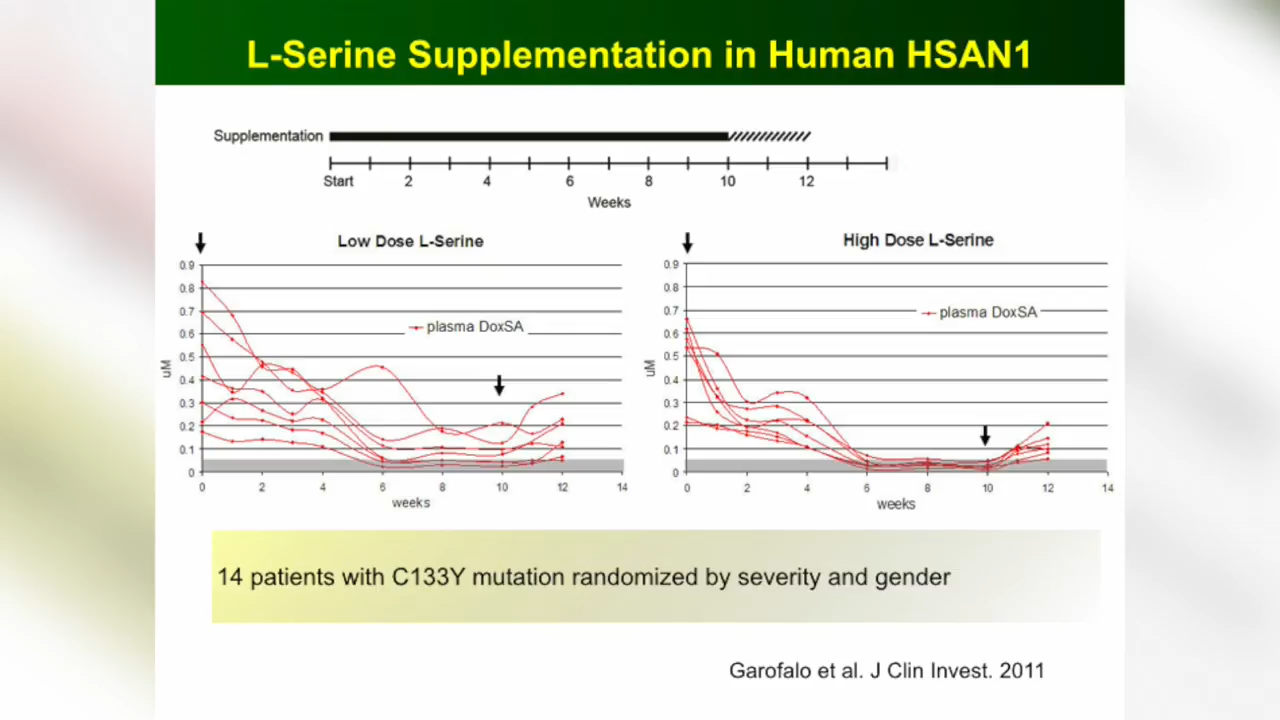 L-Serine Supplementation in Human HSAN1
Supplementation
Start 2 4 6 8 10 12
Weeks
Low Dose L-Serine
0.9
0.8
0.7
0.6
0.5
0.4
0.3
0.2
0.1
0
uM
plasma DoxSA
0 2 4 6 8 10 12 14
weeks
High Dose L-Serine
0.9
0.8
0.7
0.6
0.5
0.4
0.3
0.2
0.1
0
uM
plasma DoxSA
0 2 4 6 8 10 12 14
weeks
14 patients with C133Y mutation randomized by severity and gender
Garofalo et al. J Clin Invest. 2011